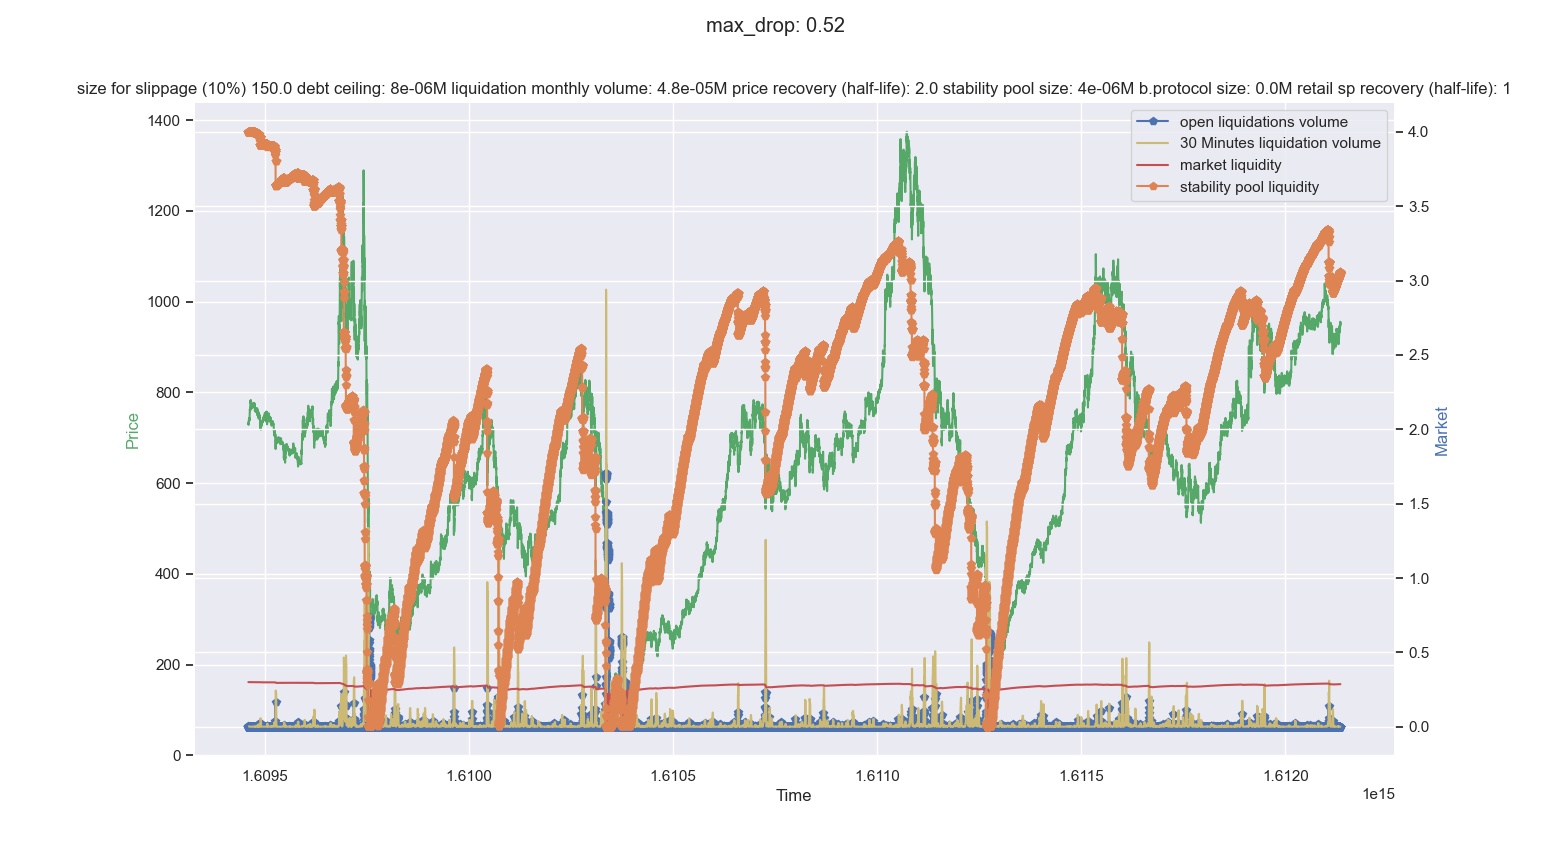 max_drop: 0.52
size for slippage (10%) 150.0 debt ceiling: 8e-06M liquidation monthly volume: 4.8e-05M price recovery (half-life): 2.0 stability pool size: 4e-06M b.protocol size: 0.0M retail sp recovery (half-life): 1
open liquidations volume
30 Minutes liquidation volume
market liquidity
stability pool liquidity
Price
1400
1200
1000
800
600
400
200
0
Market
4.0
3.5
3.0
2.5
2.0
1.5
1.0
0.5
0.0
1.6095 1.6100 1.6105 1.6110 1.6115 1.6120
1e15
Time